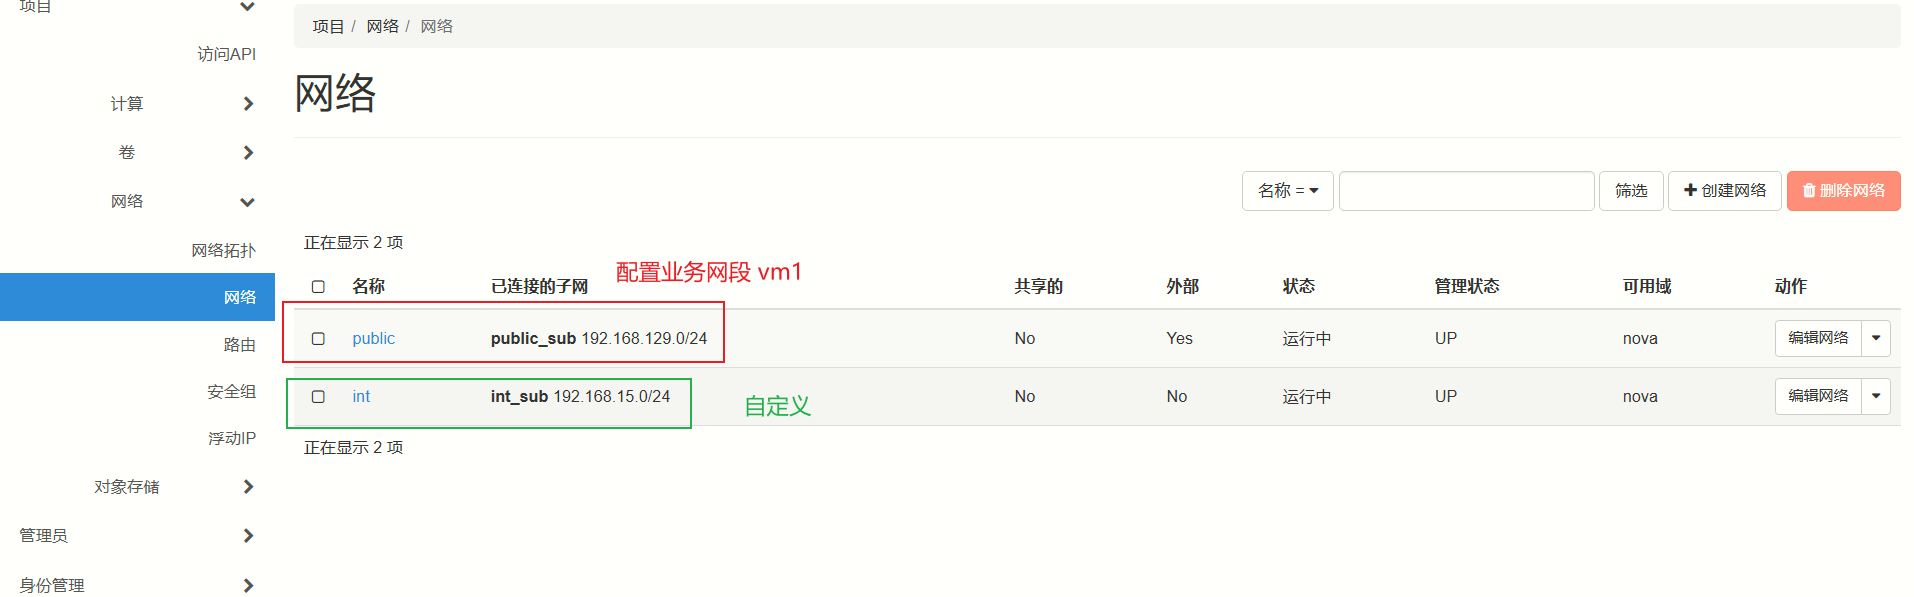 项目
访问API
计算
卷
网络
网络拓扑
网络
路由
安全组
浮动IP
对象存储
管理员
身份管理
项目 / 网络 / 网络
网络
名称 = 筛选 创建网络 删除网络
正在显示 2 项
配置业务网段 vm1
名称 已连接的子网 共享的 外部 状态 管理状态 可用域 动作
public public_sub 192.168.129.0/24 No Yes 运行中 UP nova 编辑网络
int int_sub 192.168.15.0/24 No No 运行中 UP nova 编辑网络
自定义
正在显示 2 项